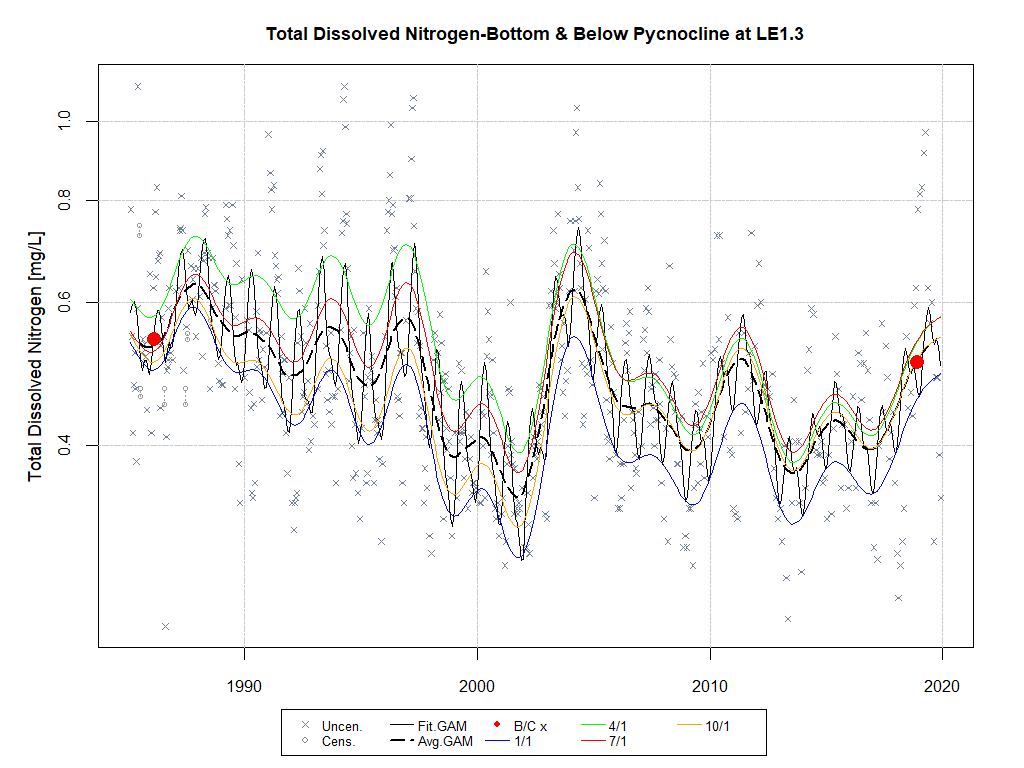 Total Dissolved Nitrogen-Bottom & Below Pycnocline at LE1.3
Total Dissolved Nitrogen [mg/L]
1.0
0.8
0.6
0.4
1990 2000 2010 2020
Uncen. Fit.GAM B/C x 4/1 10/1
Cens. Avg.GAM 1/1 7/1